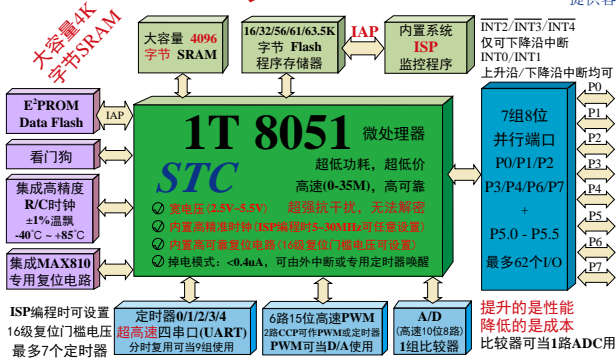 大容量4K
字节SRAM
提供客
大容量 4096
字节 SRAM
16/32/56/61/63.5K
字节 Flash
程序存储器
IAP
内置系统
ISP
监控程序
INT2/INT3/INT4
仅可下降沿中断
INT0/INT1
上升沿/下降沿中断均可
E²PROM
Data Flash
IAP
看门狗
集成高精度
R/C时钟
±1%温飘
-40℃～+85℃
集成MAX810
专用复位电路
1T 8051 微处理器
STC
超低功耗，超低价
高速(0-35M)，高可靠
宽电压(2.5V~5.5V) 超强抗干扰，无法解密
内置高精准时钟(ISP编程时5~30MHz可任意设置)
内置高可靠复位电路(16级复位门槛电压可设置)
掉电模式：<0.4uA，可由外中断或专用定时器唤醒
7组8位
并行端口
P0/P1/P2
P3/P4/P6/P7
+
P5.0 - P5.5
最多62个I/O
P0
P1
P2
P3
P4
P5
P6
P7
ISP编程时可设置
16级复位门槛电压
最多7个定时器
定时器0/1/2/3/4
超高速四串口(UART)
分时复用可当9组使用
6路15位高速PWM
2路CCP可作PWM或定时器
PWM可当D/A使用
A/D
(高速10位8路)
1组比较器
提升的是性能
降低的是成本
比较器可当1路ADC用